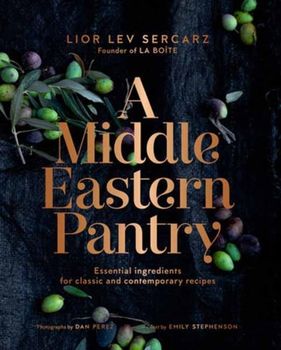 LIOR LEV SERCARZ
Founder of LA BOÎTE
A
Middle
Eastern
Pantry
Essential ingredients
for classic and contemporary recipes
Photographs by DAN PEREZ
Text by EMILY STEPHENSON